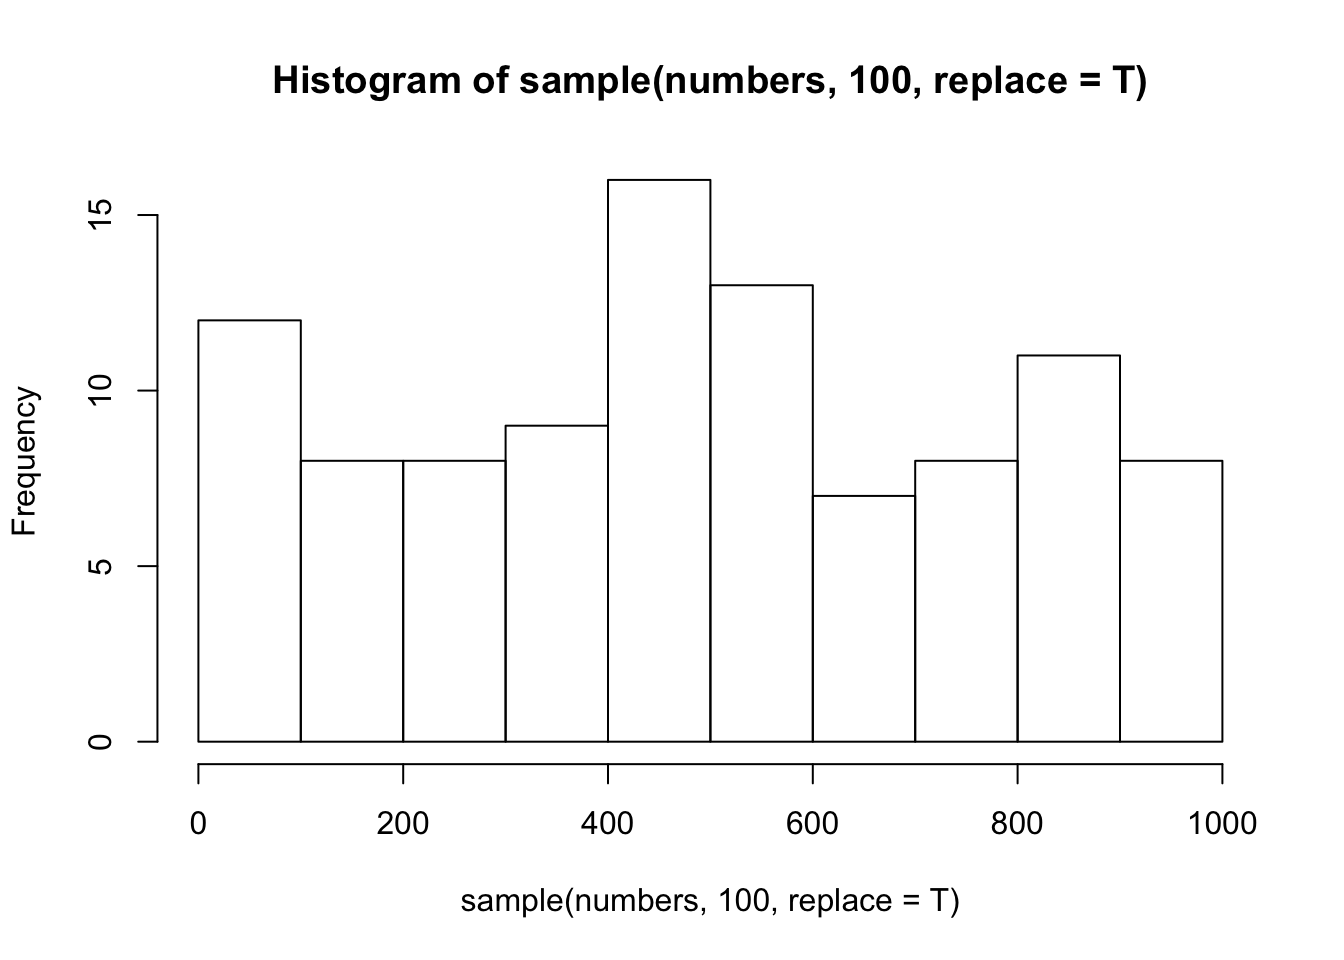 Histogram of sample(numbers, 100, replace = T)
Frequency
15
10
5
0
0 200 400 600 800 1000
sample(numbers, 100, replace = T)